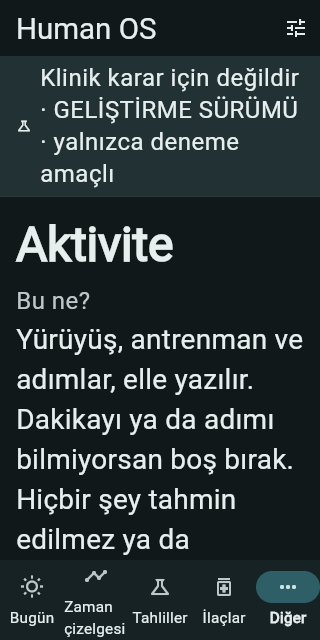 Human OS
Klinik karar için değildir
· GELİŞTİRME SÜRÜMÜ
· yalnızca deneme
amaçlı
Aktivite
Bu ne?
Yürüyüş, antrenman ve
adımlar, elle yazılır.
Dakikayı ya da adımı
bilmiyorsan boş bırak.
Hiçbir şey tahmin
edilmez ya da
Bugün
Zaman
çizelgesi
Tahliller
İlaçlar
Diğer